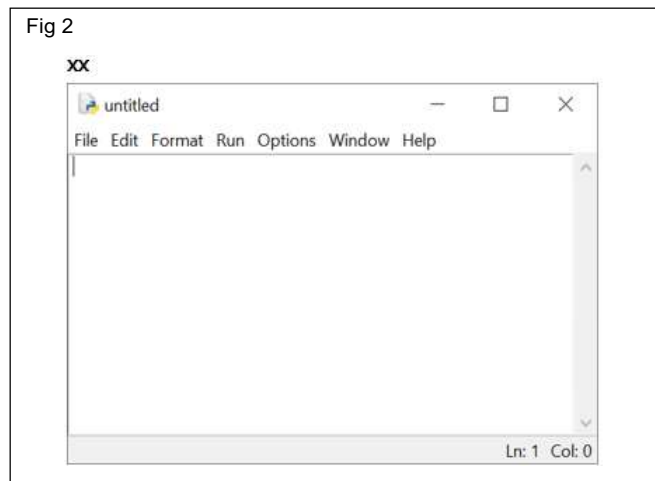 Fig 2
xx
untitled
File Edit Format Run Options Window Help
Ln: 1 Col: 0